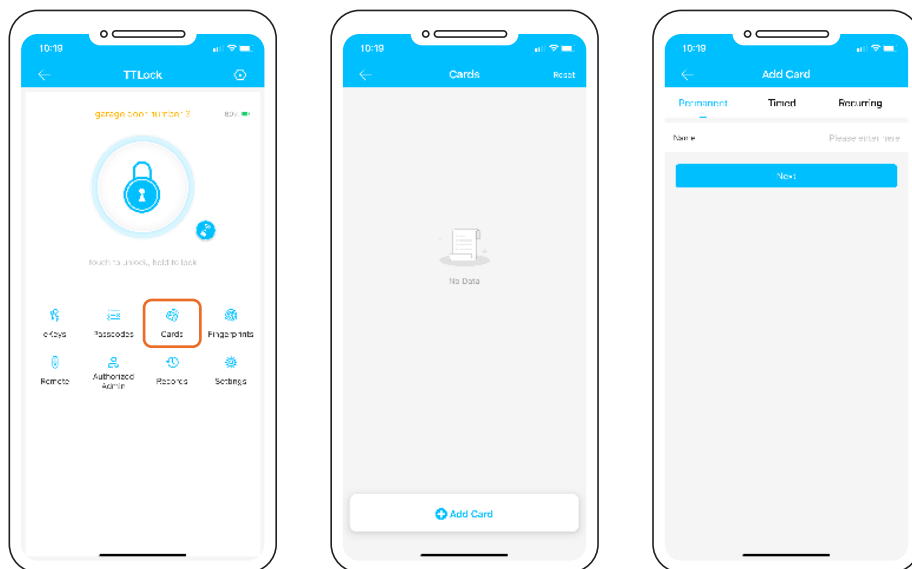 10:19
TTLock
garage door number 3
touch to unlock, hold to lock
eKeys
Passcodes
Cards
Fingerprints
Remote
Authorized
Admin
Records
Settings
10:19
Cards
Reset
No Data
Add Card
10:19
Add Card
Permanent
Timed
Recurring
Name
Please enter here
Next